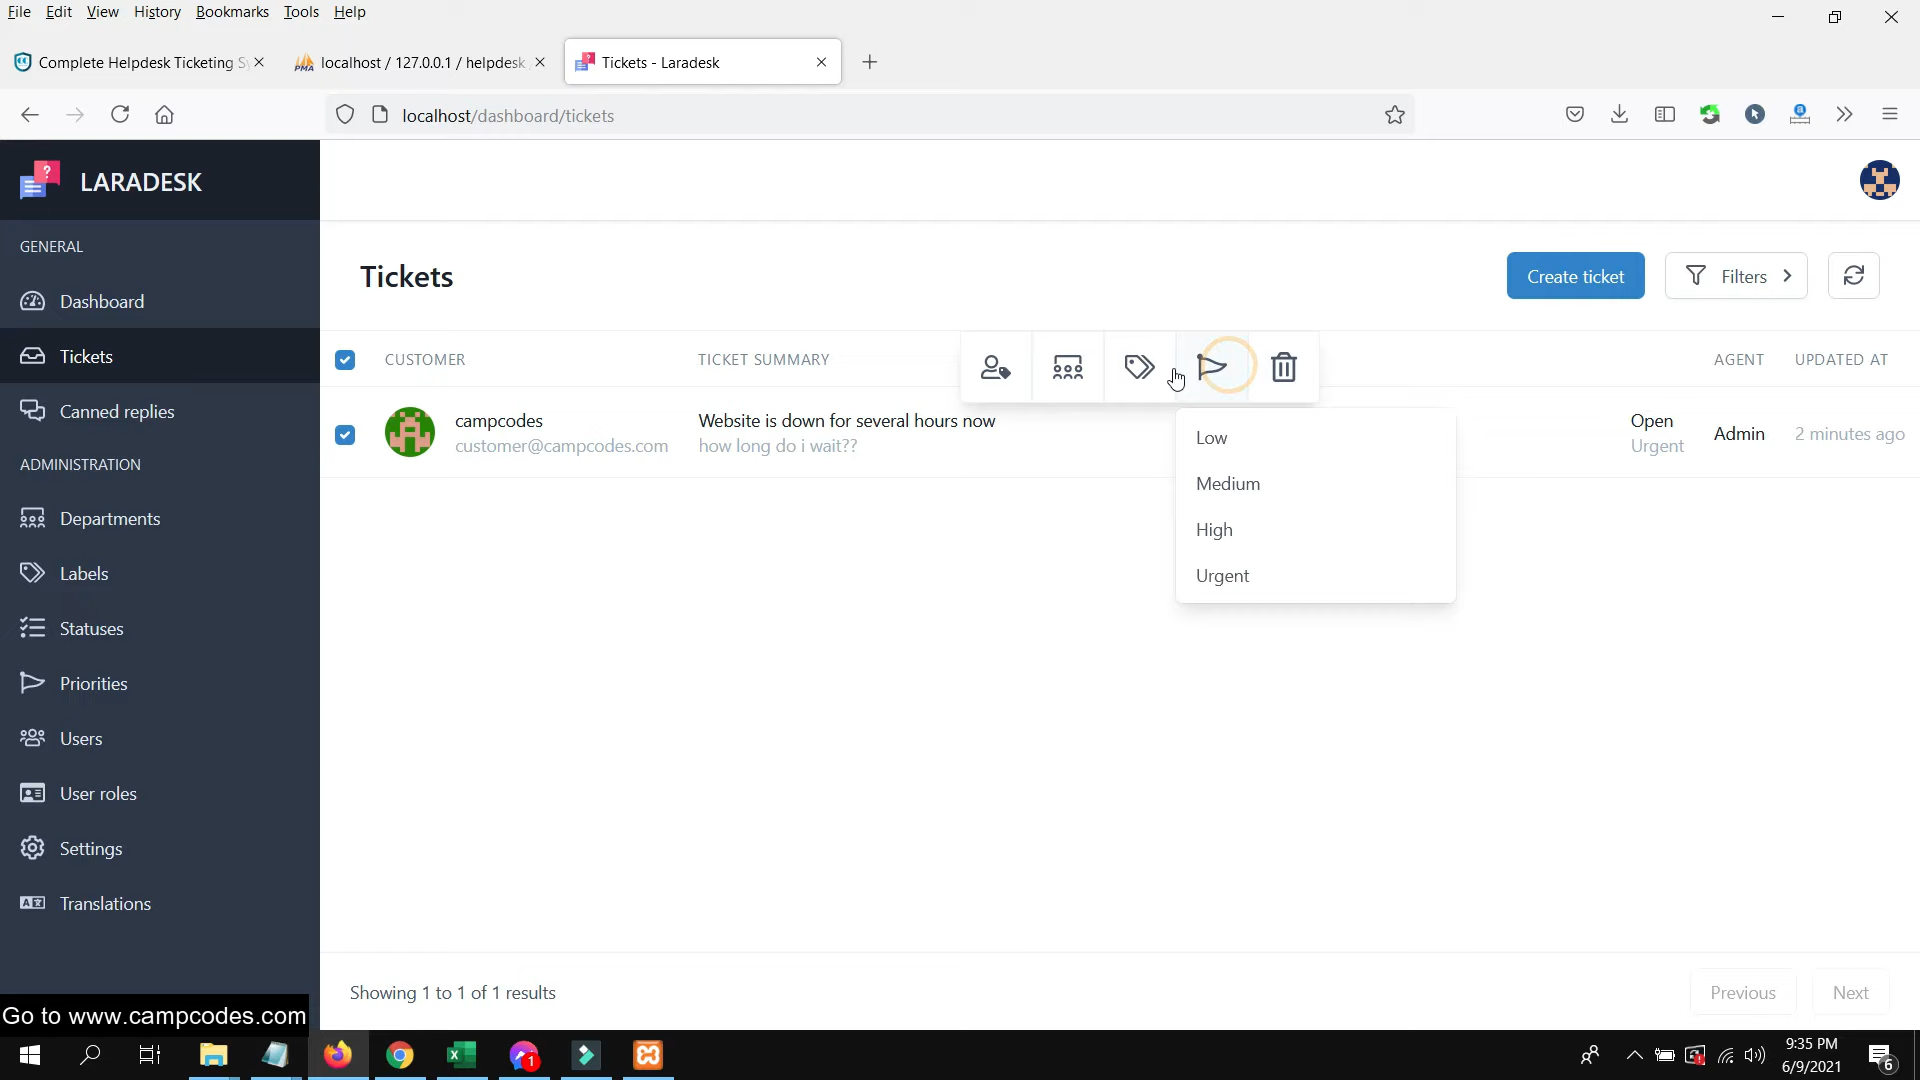 File Edit View History Bookmarks Tools Help
Complete Helpdesk Ticketing Sy
localhost / 127.0.0.1 / helpdesk
Tickets - Laradesk
localhost/dashboard/tickets
LARADESK
GENERAL
Dashboard
Tickets
Canned replies
ADMINISTRATION
Departments
Labels
Statuses
Priorities
Users
User roles
Settings
Translations
Tickets
Create ticket
Filters
CUSTOMER TICKET SUMMARY AGENT UPDATED AT
campcodes
customer@campcodes.com
Website is down for several hours now
how long do i wait??
Open
Urgent
Admin
2 minutes ago
Low
Medium
High
Urgent
Showing 1 to 1 of 1 results
Previous
Next
Go to www.campcodes.com
1
9:35 PM
6/9/2021
6